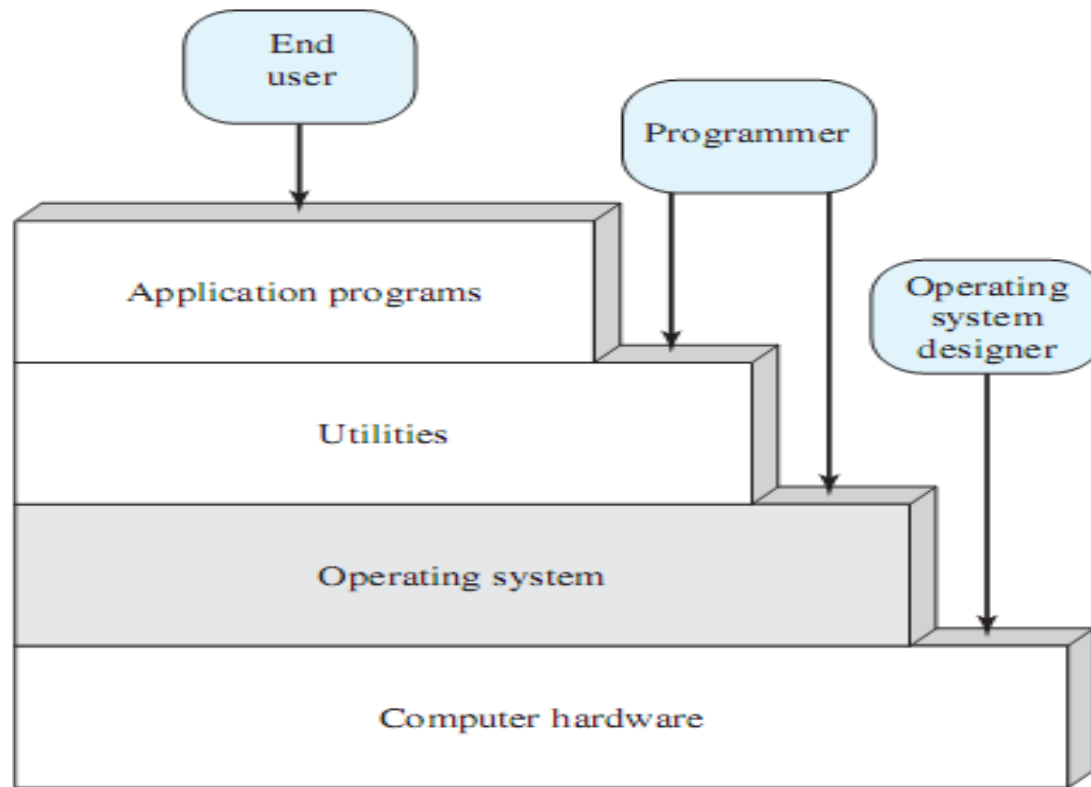 End
user
Programmer
Application programs
Operating
system
designer
Utilities
Operating system
Computer hardware